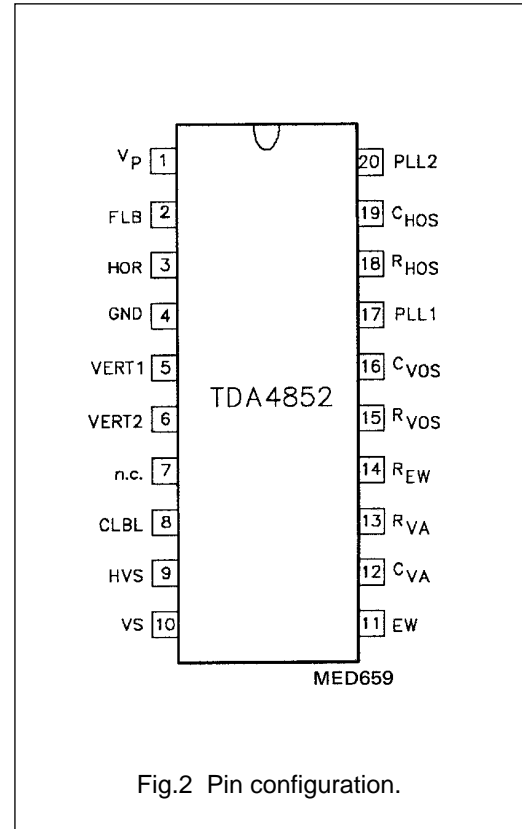 VP 1 20 PLL2
FLB 2 19 CHOS
HOR 3 18 RHOS
GND 4 17 PLL1
VERT1 5 16 CVOS
TDA4852
VERT2 6 15 RVOS
n.c. 7 14 REW
CLBL 8 13 RVA
HVS 9 12 CVA
VS 10 11 EW
MED659
Fig.2 Pin configuration.